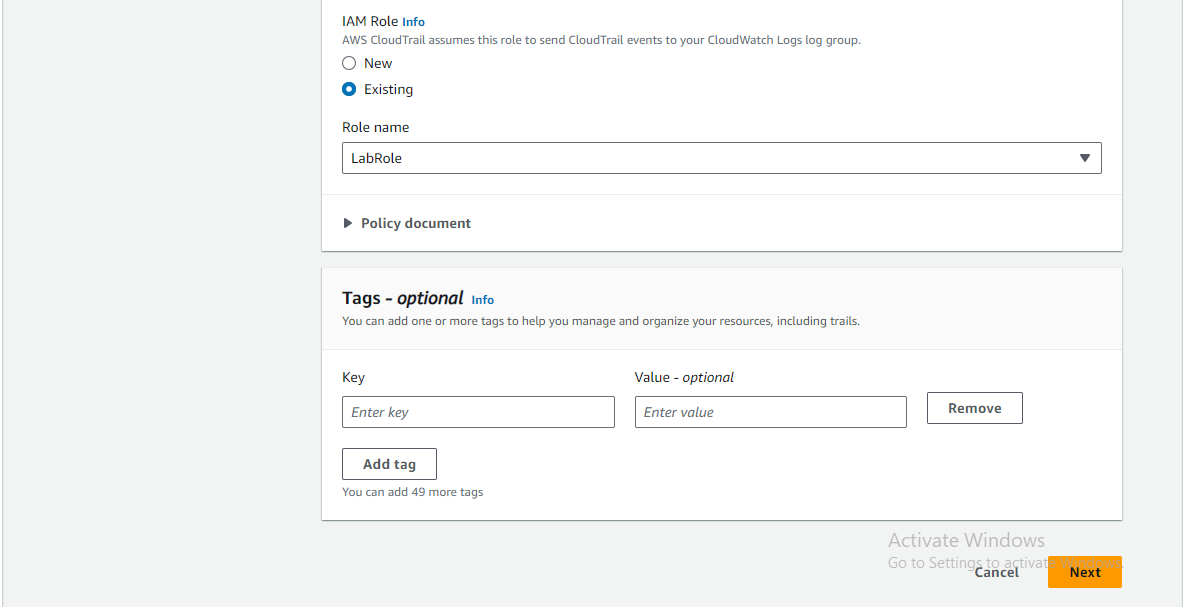 IAM Role Info
AWS CloudTrail assumes this role to send CloudTrail events to your CloudWatch Logs log group.
New
Existing
Role name
LabRole
Policy document
Tags - optional Info
You can add one or more tags to help you manage and organize your resources, including trails.
Key Value - optional
Enter key Enter value Remove
Add tag
You can add 49 more tags
Activate Windows
Go to Settings to activate
Cancel Next